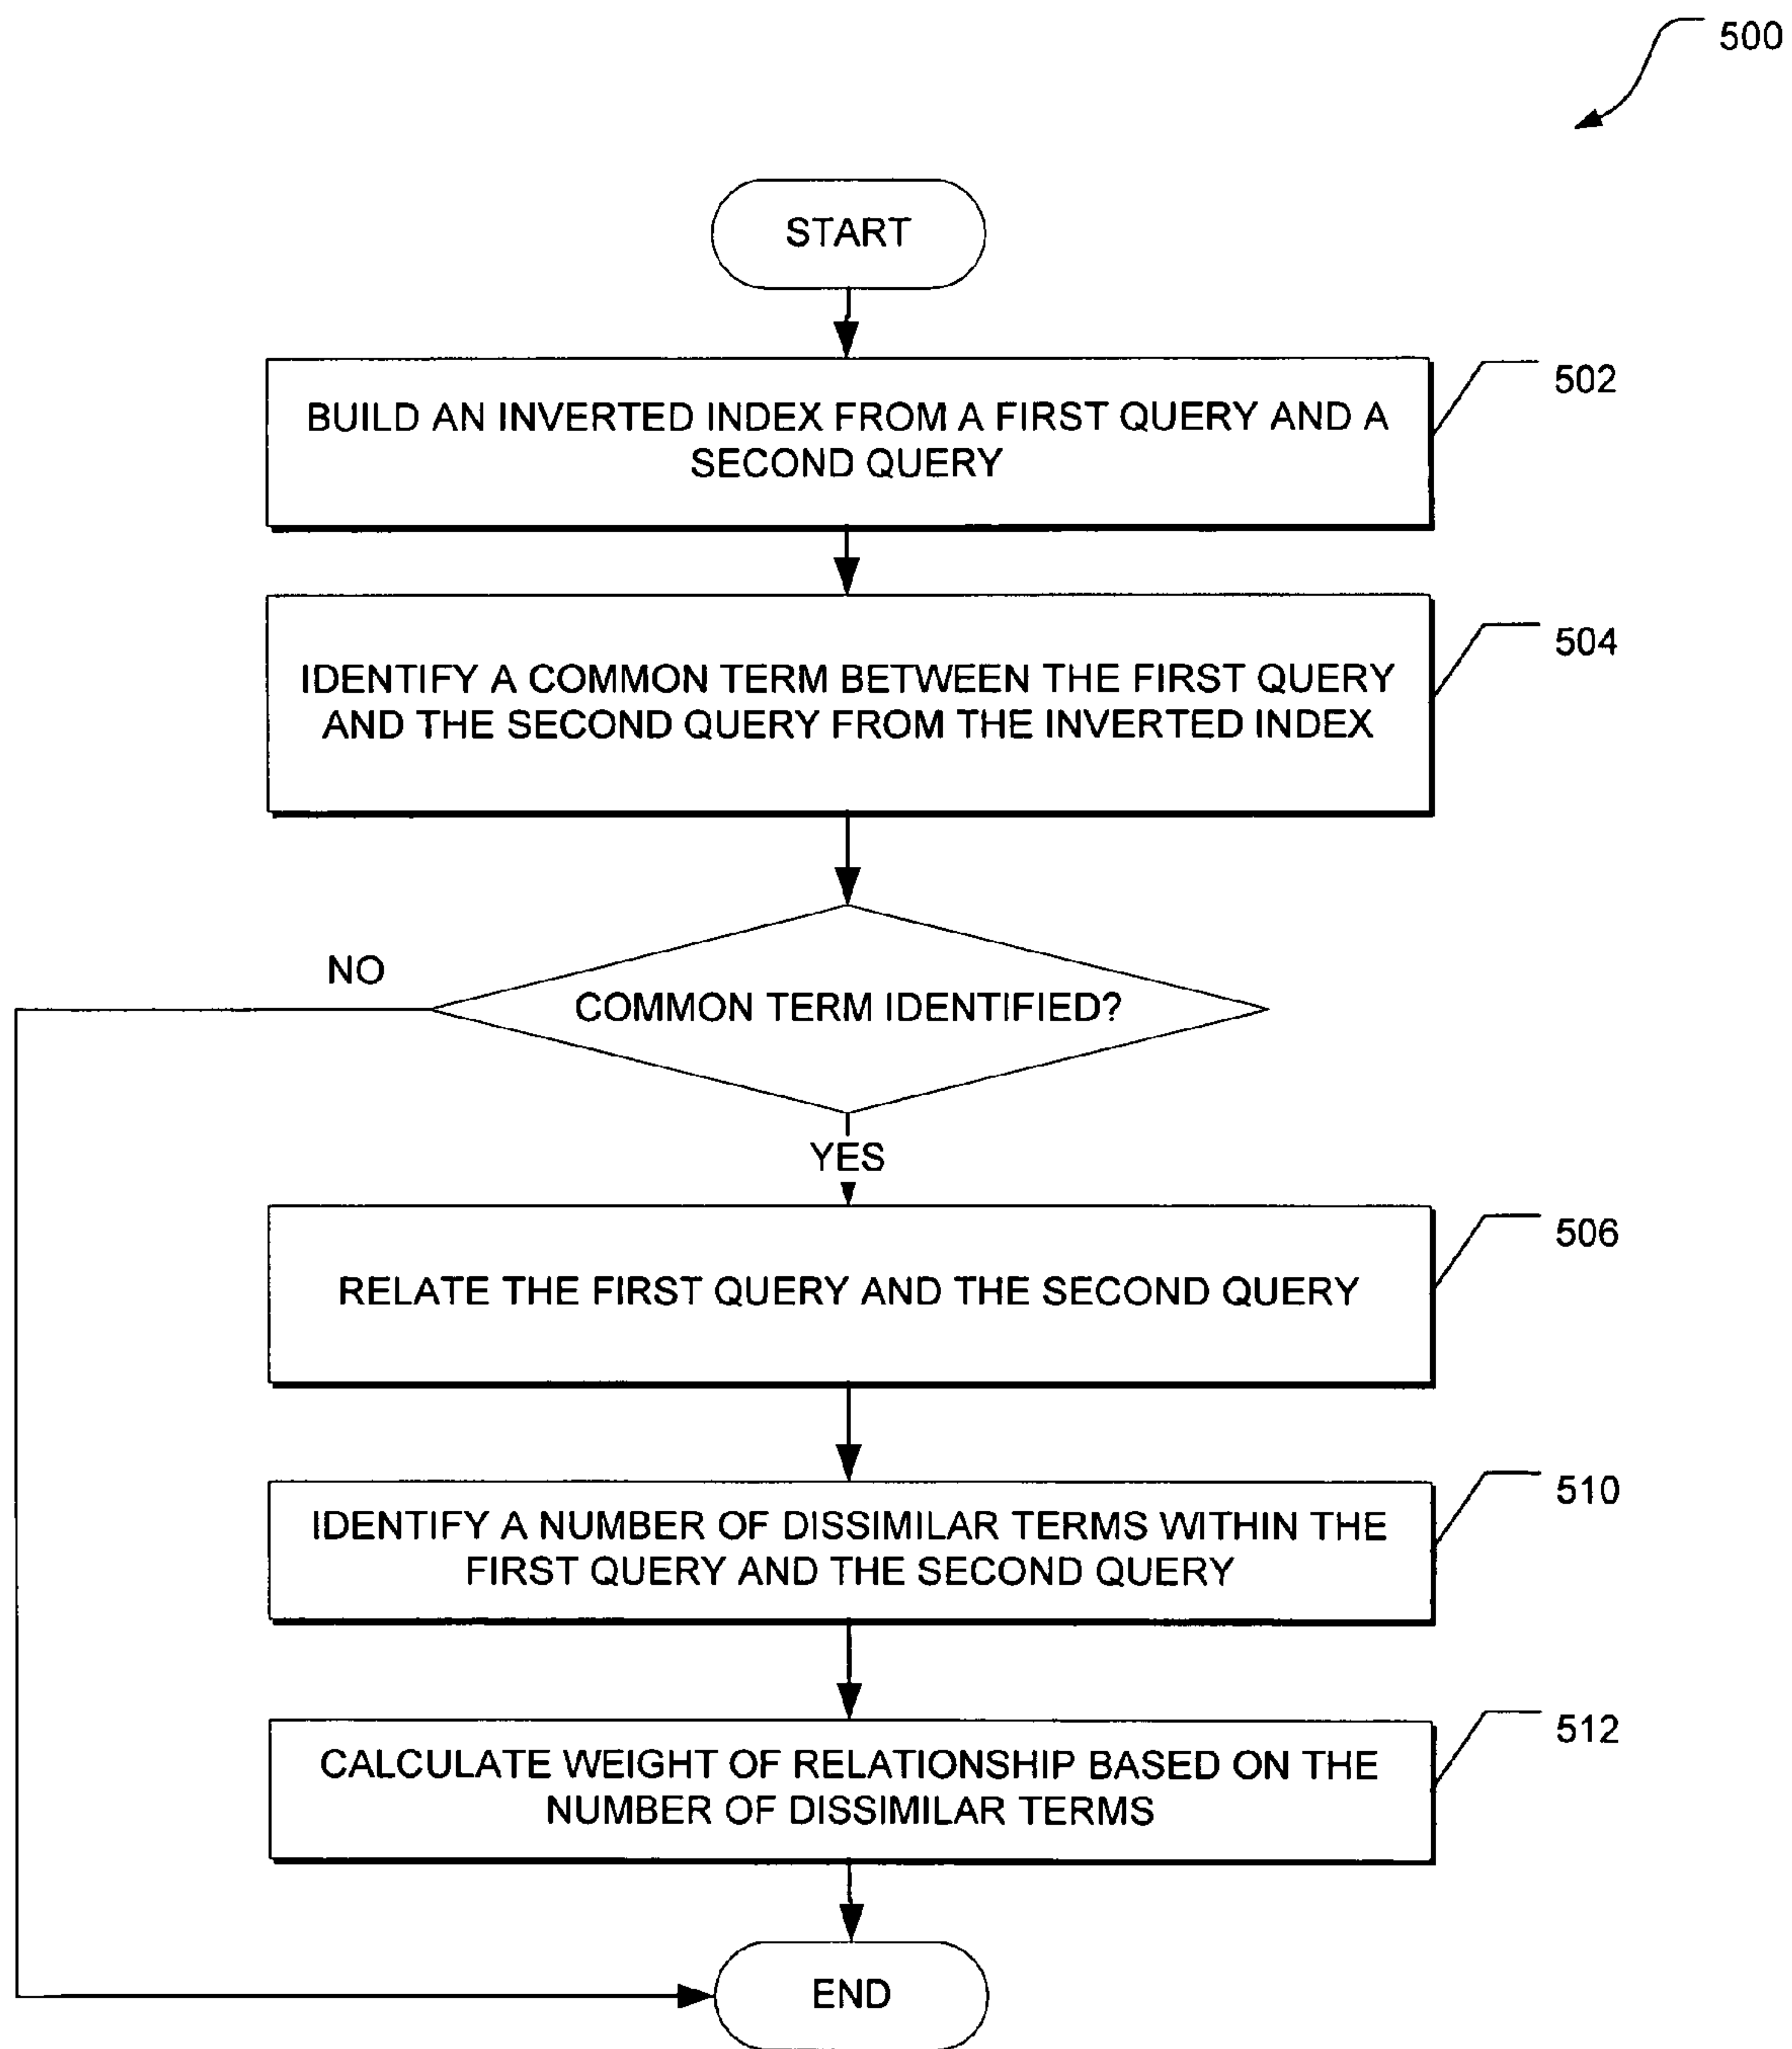 500
START
BUILD AN INVERTED INDEX FROM A FIRST QUERY AND A
SECOND QUERY
502
IDENTIFY A COMMON TERM BETWEEN THE FIRST QUERY
AND THE SECOND QUERY FROM THE INVERTED INDEX
504
NO
COMMON TERM IDENTIFIED?
YES
RELATE THE FIRST QUERY AND THE SECOND QUERY
506
IDENTIFY A NUMBER OF DISSIMILAR TERMS WITHIN THE
FIRST QUERY AND THE SECOND QUERY
510
CALCULATE WEIGHT OF RELATIONSHIP BASED ON THE
NUMBER OF DISSIMILAR TERMS
512
END